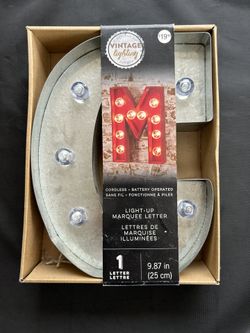 VINTAGE
lighting
$19.99
M
CORDLESS - BATTERY OPERATED
SANS FIL - FONCTIONNE À PILES
LIGHT-UP
MARQUEE LETTER
LETTRES DE
MARQUISE
ILLUMINÉES
1
LETTER
LETTRE
9.87 in
(25 cm)
C